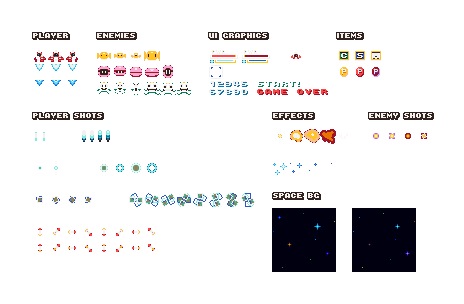 PLAYER
ENEMIES
UI GRAPHICS
ITEMS
G S
P P P
12345 START!
67890 GAME OVER
PLAYER SHOTS
EFFECTS
ENEMY SHOTS
SPACE BG